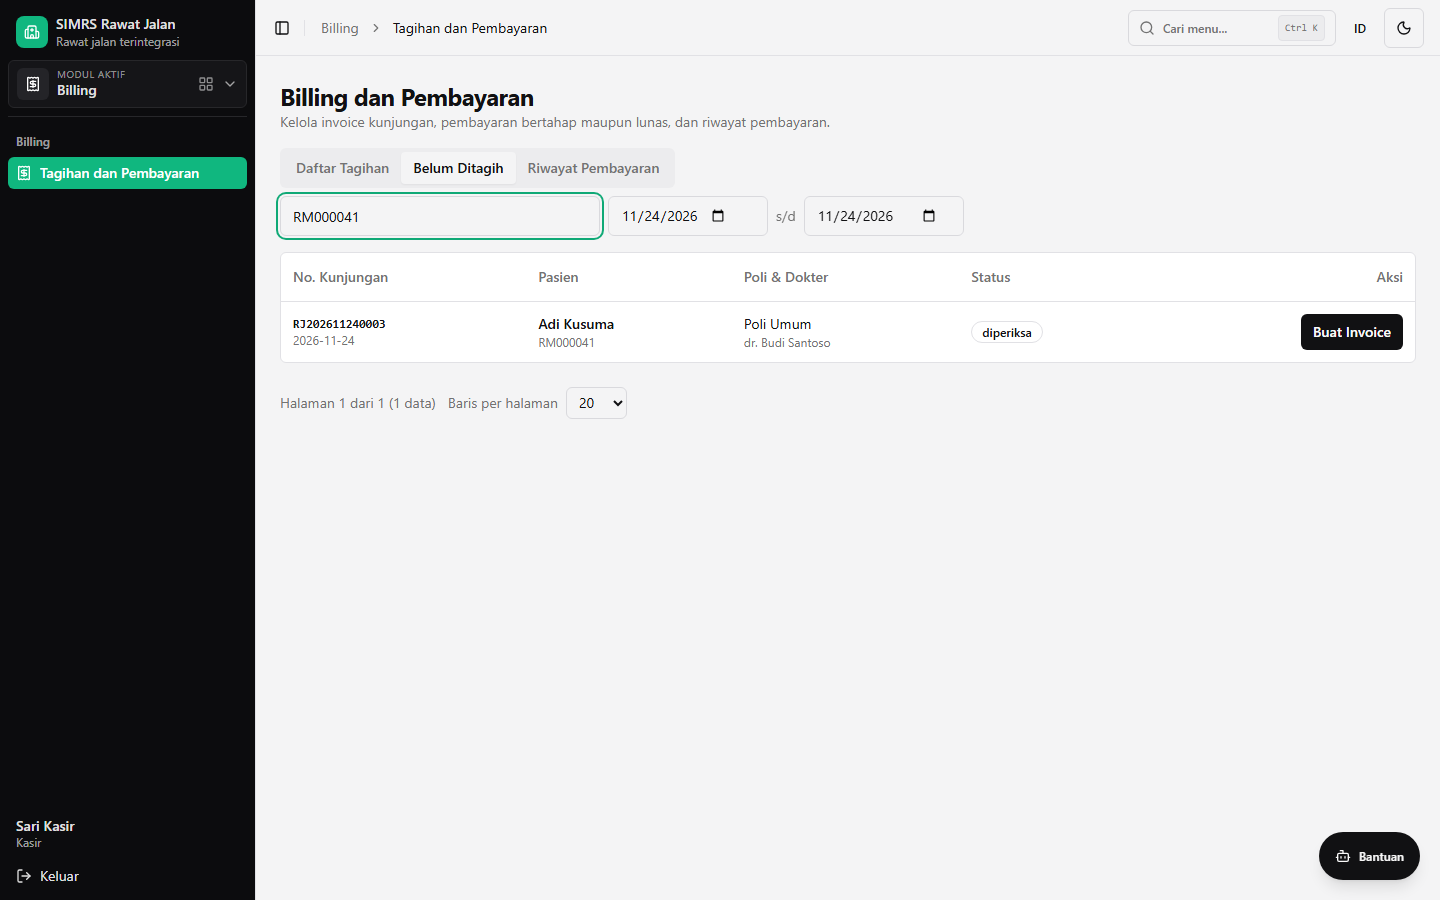 SIMRS Rawat Jalan
Rawat jalan terintegrasi
MODUL AKTIF
Billing
Billing
Tagihan dan Pembayaran
Sari Kasir
Kasir
Keluar
Billing > Tagihan dan Pembayaran
Cari menu... Ctrl K
ID
Billing dan Pembayaran
Kelola invoice kunjungan, pembayaran bertahap maupun lunas, dan riwayat pembayaran.
Daftar Tagihan Belum Ditagih Riwayat Pembayaran
RM000041 11/24/2026 s/d 11/24/2026
No. Kunjungan Pasien Poli & Dokter Status Aksi
RJ202611240003 Adi Kusuma Poli Umum diperiksa Buat Invoice
2026-11-24 RM000041 dr. Budi Santoso
Halaman 1 dari 1 (1 data) Baris per halaman 20
Bantuan